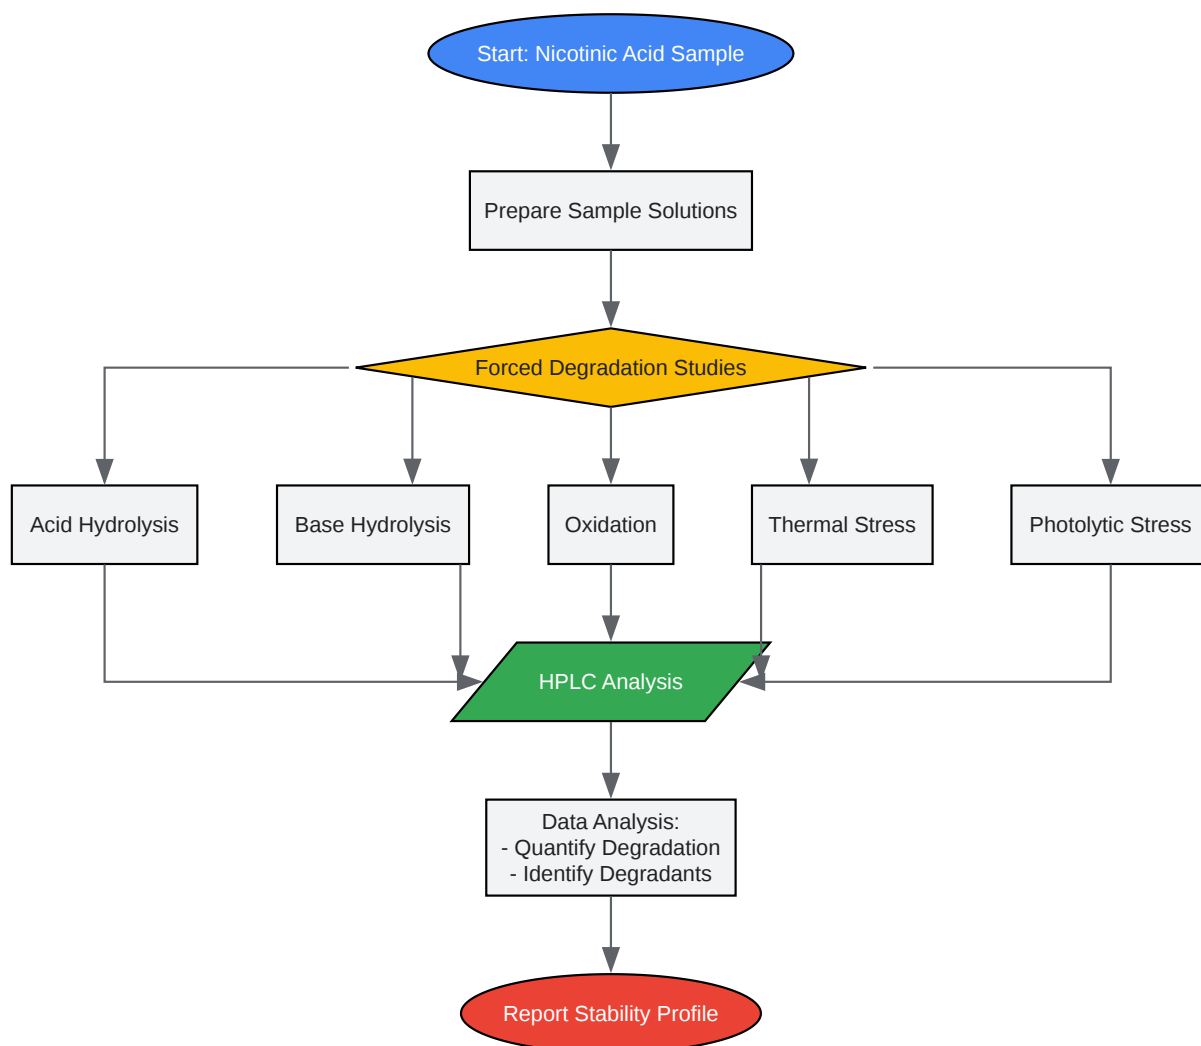 Start: Nicotinic Acid Sample
Prepare Sample Solutions
Forced Degradation Studies
Acid Hydrolysis
Base Hydrolysis
Oxidation
Thermal Stress
Photolytic Stress
HPLC Analysis
Data Analysis:
- Quantify Degradation
- Identify Degradants
Report Stability Profile